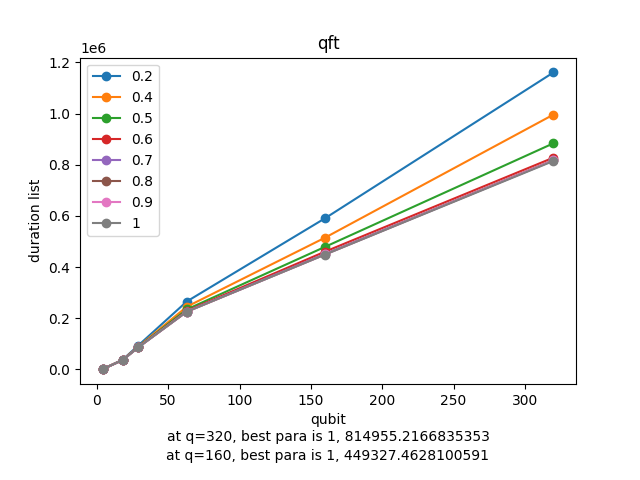 qft
1e6
1.2
1.0
0.8
0.6
0.4
0.2
0.0
duration list
0.2
0.4
0.5
0.6
0.7
0.8
0.9
1
0 50 100 150 200 250 300
qubit
at q=320, best para is 1, 814955.2166835353
at q=160, best para is 1, 449327.4628100591